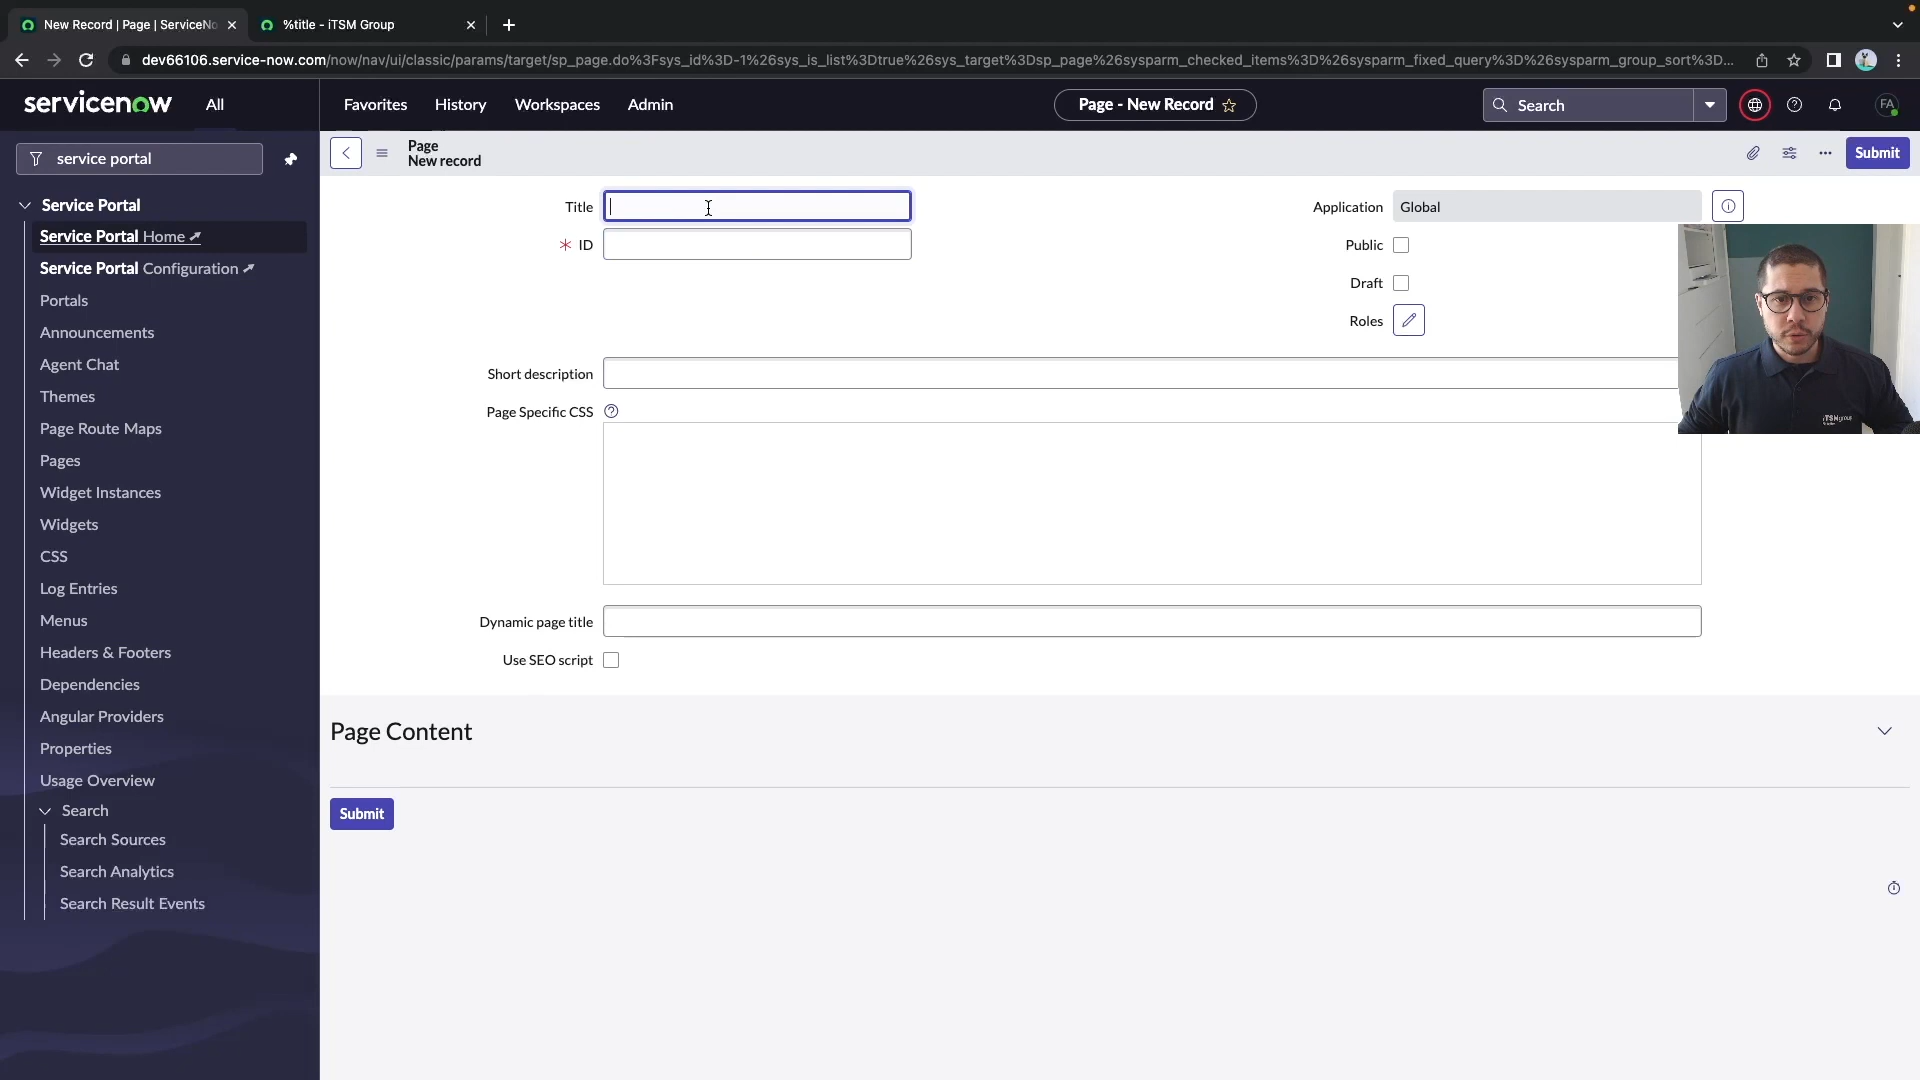 New Record | Page | ServiceNo
%title - iTSM Group
dev66106.service-now.com/now/nav/ui/classic/params/target/sp_page.do%3Fsys_id%3D-1%26sys_is_list%3Dtrue%26sys_target%3Dsp_page%26sysparm_checked_items%3D%26sysparm_fixed_query%3D%26sysparm_group_sort%3D...
servicenow
All
Favorites
History
Workspaces
Admin
Page - New Record
Search
FA
service portal
Page
New record
Submit
Service Portal
Service Portal Home
Service Portal Configuration
Portals
Announcements
Agent Chat
Themes
Page Route Maps
Pages
Widget Instances
Widgets
CSS
Log Entries
Menus
Headers & Footers
Dependencies
Angular Providers
Properties
Usage Overview
Search
Search Sources
Search Analytics
Search Result Events
Title
* ID
Application
Global
Public
Draft
Roles
Short description
Page Specific CSS
Dynamic page title
Use SEO script
iTSMgroup
Page Content
Submit